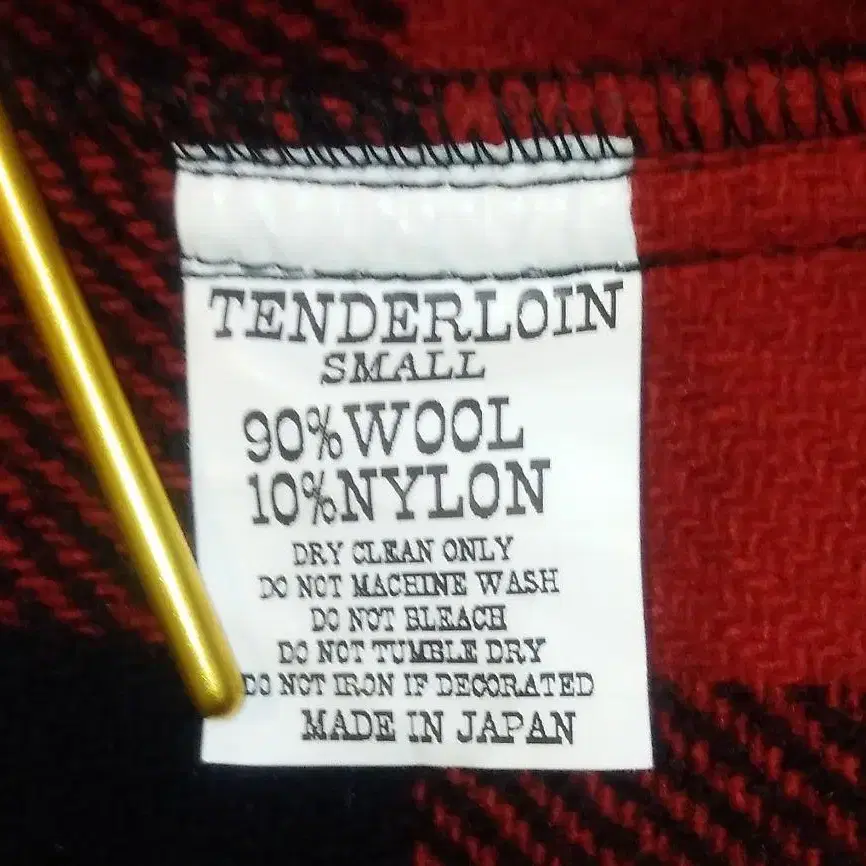 TENDERLOIN
SMALL
90%WOOL
10%NYLON
DRY CLEAN ONLY
DO NOT MACHINE WASH
DO NOT BLEACH
DO NOT TUMBLE DRY
DO NOT IRON IF DECORATED
MADE IN JAPAN